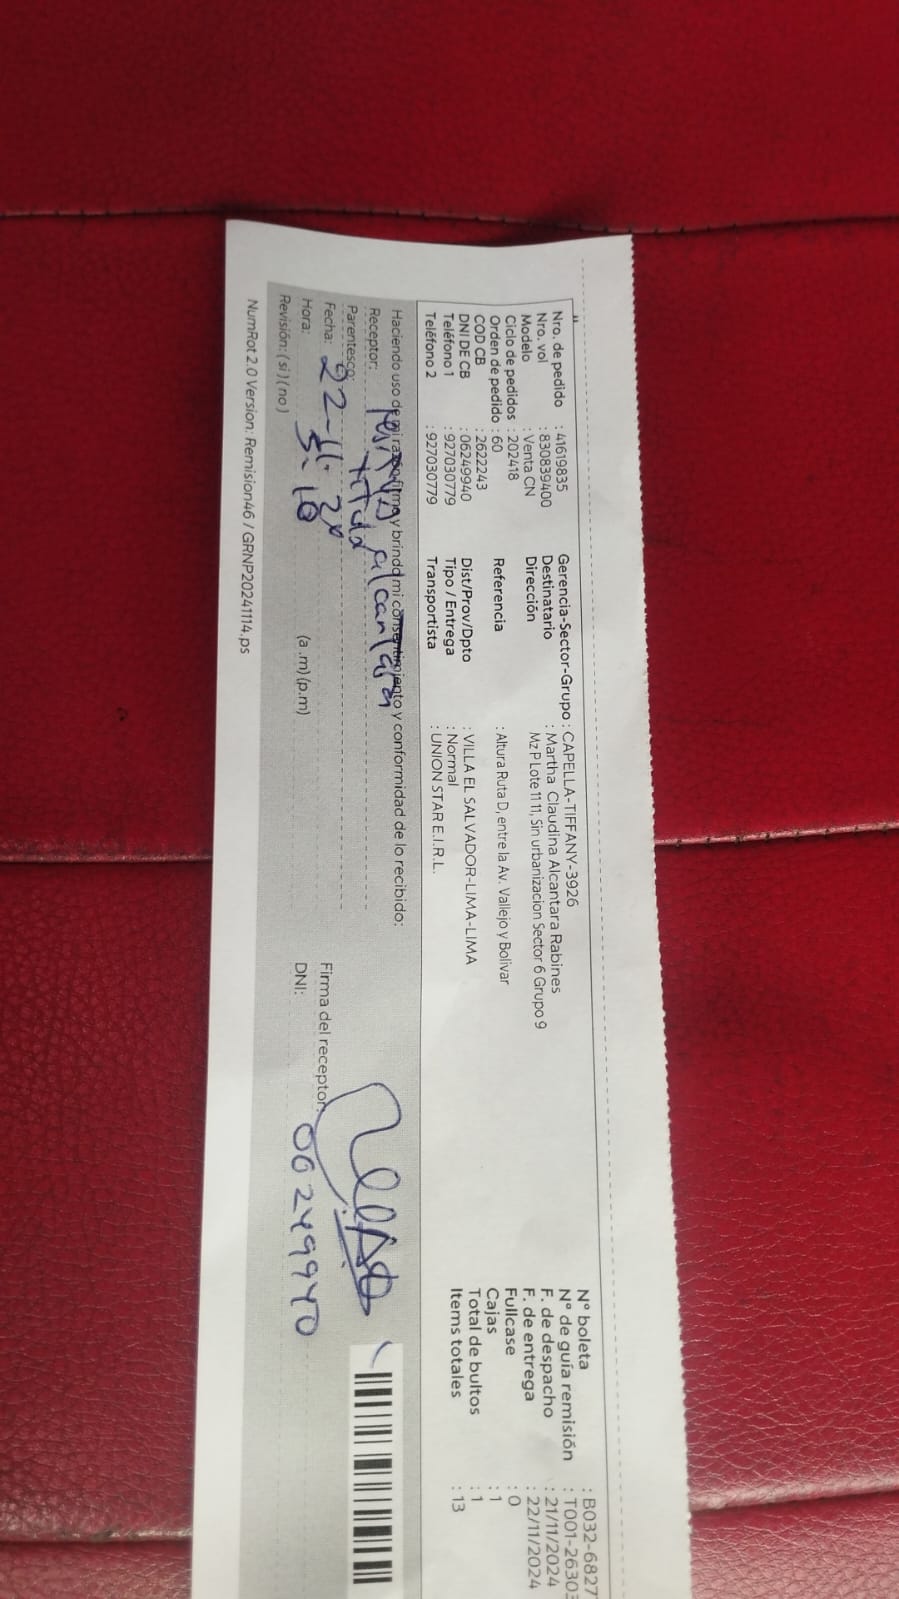 Nro. de pedido : 41619835
Nro. vol : 830839400
Modelo : Venta CN
Ciclo de pedidos : 202418
Orden de pedido : 60
COD CB : 2622243
DNI DE CB : 06249940
Teléfono 1 : 927030779
Teléfono 2 : 927030779
Gerencia-Sector-Grupo : CAPELLA-TIFFANY-3926
Destinatario : Martha Claudina Alcantara Rabines
Dirección Mz P Lote 11 11, Sin urbanizacion Sector 6 Grupo 9
Referencia : Altura Ruta D, entre la Av. Vallejo y Bolivar
Dist/Prov/Dpto : VILLA EL SALVADOR-LIMA-LIMA
Tipo / Entrega : Normal
Transportista : UNION STAR E.I.R.L.
N° boleta : B032-6827
N° de guía remisión : T001-26303
F. de despacho : 21/11/2024
F. de entrega : 22/11/2024
Fullcase : 0
Cajas : 1
Total de bultos : 1
Items totales : 13
Haciendo uso de mi razón firmo y brindo mi consentimiento y conformidad de lo recibido:
Receptor: alcantara
Parentesco:
Fecha: 22-11-
Hora: 5-10 (a .m) (p.m)
Revisión: ( si ) ( no )
Firma del receptor:
DNI: 06249940
NumRot 2.0 Version: Remision46 / GRNP20241114.ps